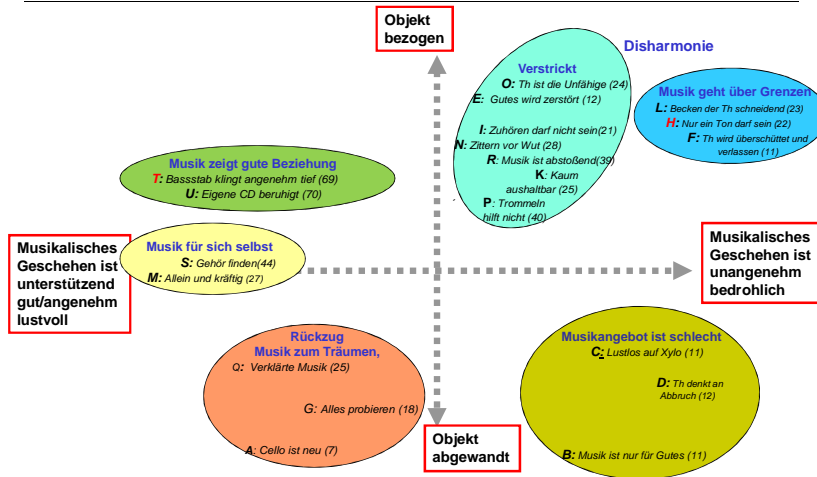 Objekt
bezogen
Disharmonie
Verstrickt
O: Th ist die Unfähige (24)
E: Gutes wird zerstört (12)
I: Zuhören darf nicht sein(21)
N: Zittern vor Wut (28)
R: Musik ist abstoßend(39)
K: Kaum
aushaltbar
(25)
P: Trommeln
hilft nicht (40)
Musik geht über Grenzen
L: Becken der Th schneidend (23)
H: Nur ein Ton darf sein (22)
F: Th wird überschüttet und
verlassen (11)
Musik zeigt gute Beziehung
T: Bassstab klingt angenehm tief (69)
U: Eigene CD beruhigt (70)
Musikalisches
Geschehen ist
unterstützend
gut/angenehm
lustvoll
Musik für sich selbst
S: Gehör finden(44)
M: Allein und kräftig (27)
Musikalisches
Geschehen ist
unangenehm
bedrohlich
Rückzug
Musik zum Träumen,
Q: Verklärte Musik (25)
G: Alles probieren (18)
A: Cello ist neu (7)
Musikangebot ist schlecht
C: Lustlos auf Xylo (11)
D: Th denkt an
Abbruch (12)
B: Musik ist nur für Gutes (11)
Objekt
abgewandt